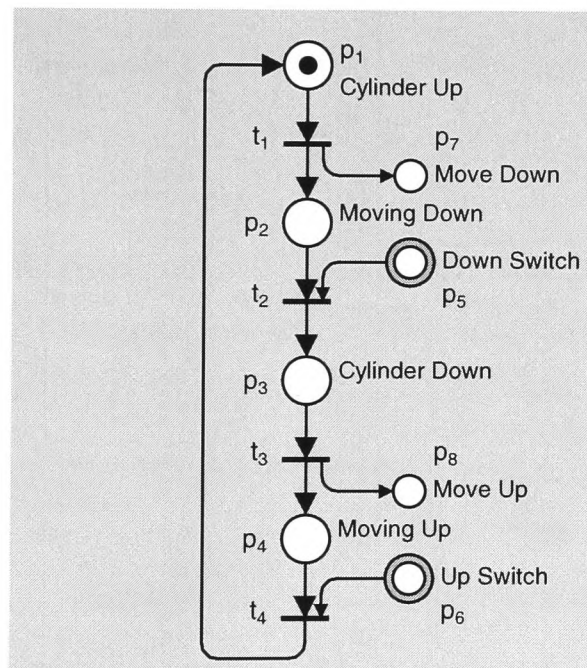 p1
Cylinder Up
t1
p7
Move Down
p2
Moving Down
Down Switch
t2
p5
p3
Cylinder Down
t3
p8
Move Up
p4
Moving Up
Up Switch
t4
p6